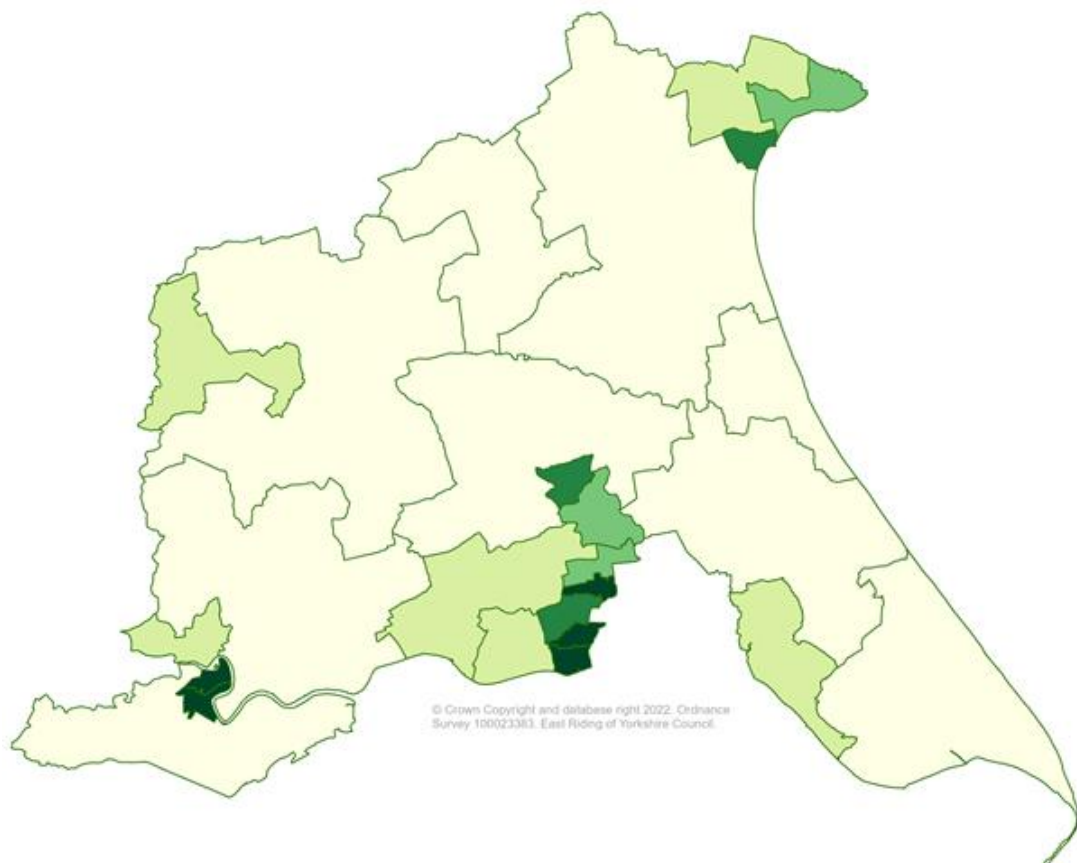 © Crown Copyright and database right 2022. Ordnance
Survey 100023383. East Riding of Yorkshire Council.